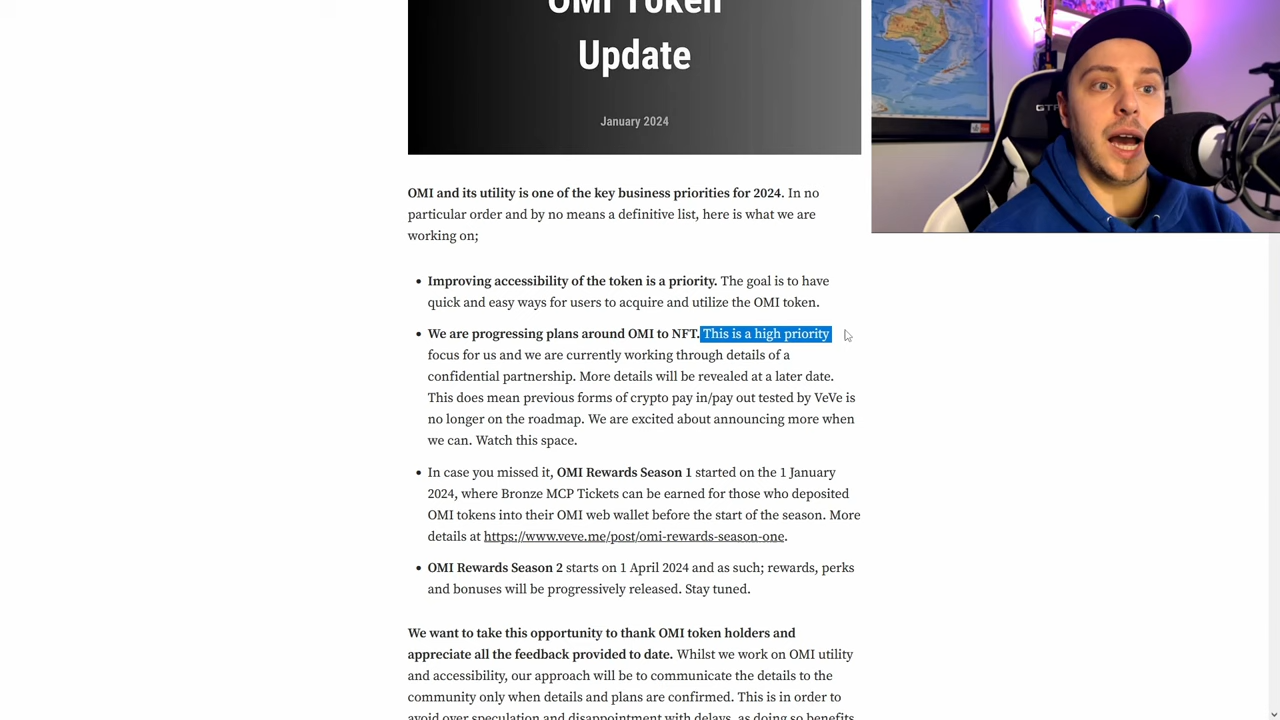 OMI Token
Update
January 2024
OMI and its utility is one of the key business priorities for 2024. In no
particular order and by no means a definitive list, here is what we are
working on;
• Improving accessibility of the token is a priority. The goal is to have
quick and easy ways for users to acquire and utilize the OMI token.
• We are progressing plans around OMI to NFT. This is a high priority
focus for us and we are currently working through details of a
confidential partnership. More details will be revealed at a later date.
This does mean previous forms of crypto pay in/pay out tested by VeVe is
no longer on the roadmap. We are excited about announcing more when
we can. Watch this space.
• In case you missed it, OMI Rewards Season 1 started on the 1 January
2024, where Bronze MCP Tickets can be earned for those who deposited
OMI tokens into their OMI web wallet before the start of the season. More
details at https://www.veve.me/post/omi-rewards-season-one.
• OMI Rewards Season 2 starts on 1 April 2024 and as such; rewards, perks
and bonuses will be progressively released. Stay tuned.
We want to take this opportunity to thank OMI token holders and
appreciate all the feedback provided to date. Whilst we work on OMI utility
and accessibility, our approach will be to communicate the details to the
community only when details and plans are confirmed. This is in order to
avoid over speculation and disappointment with delays, as doing so benefits